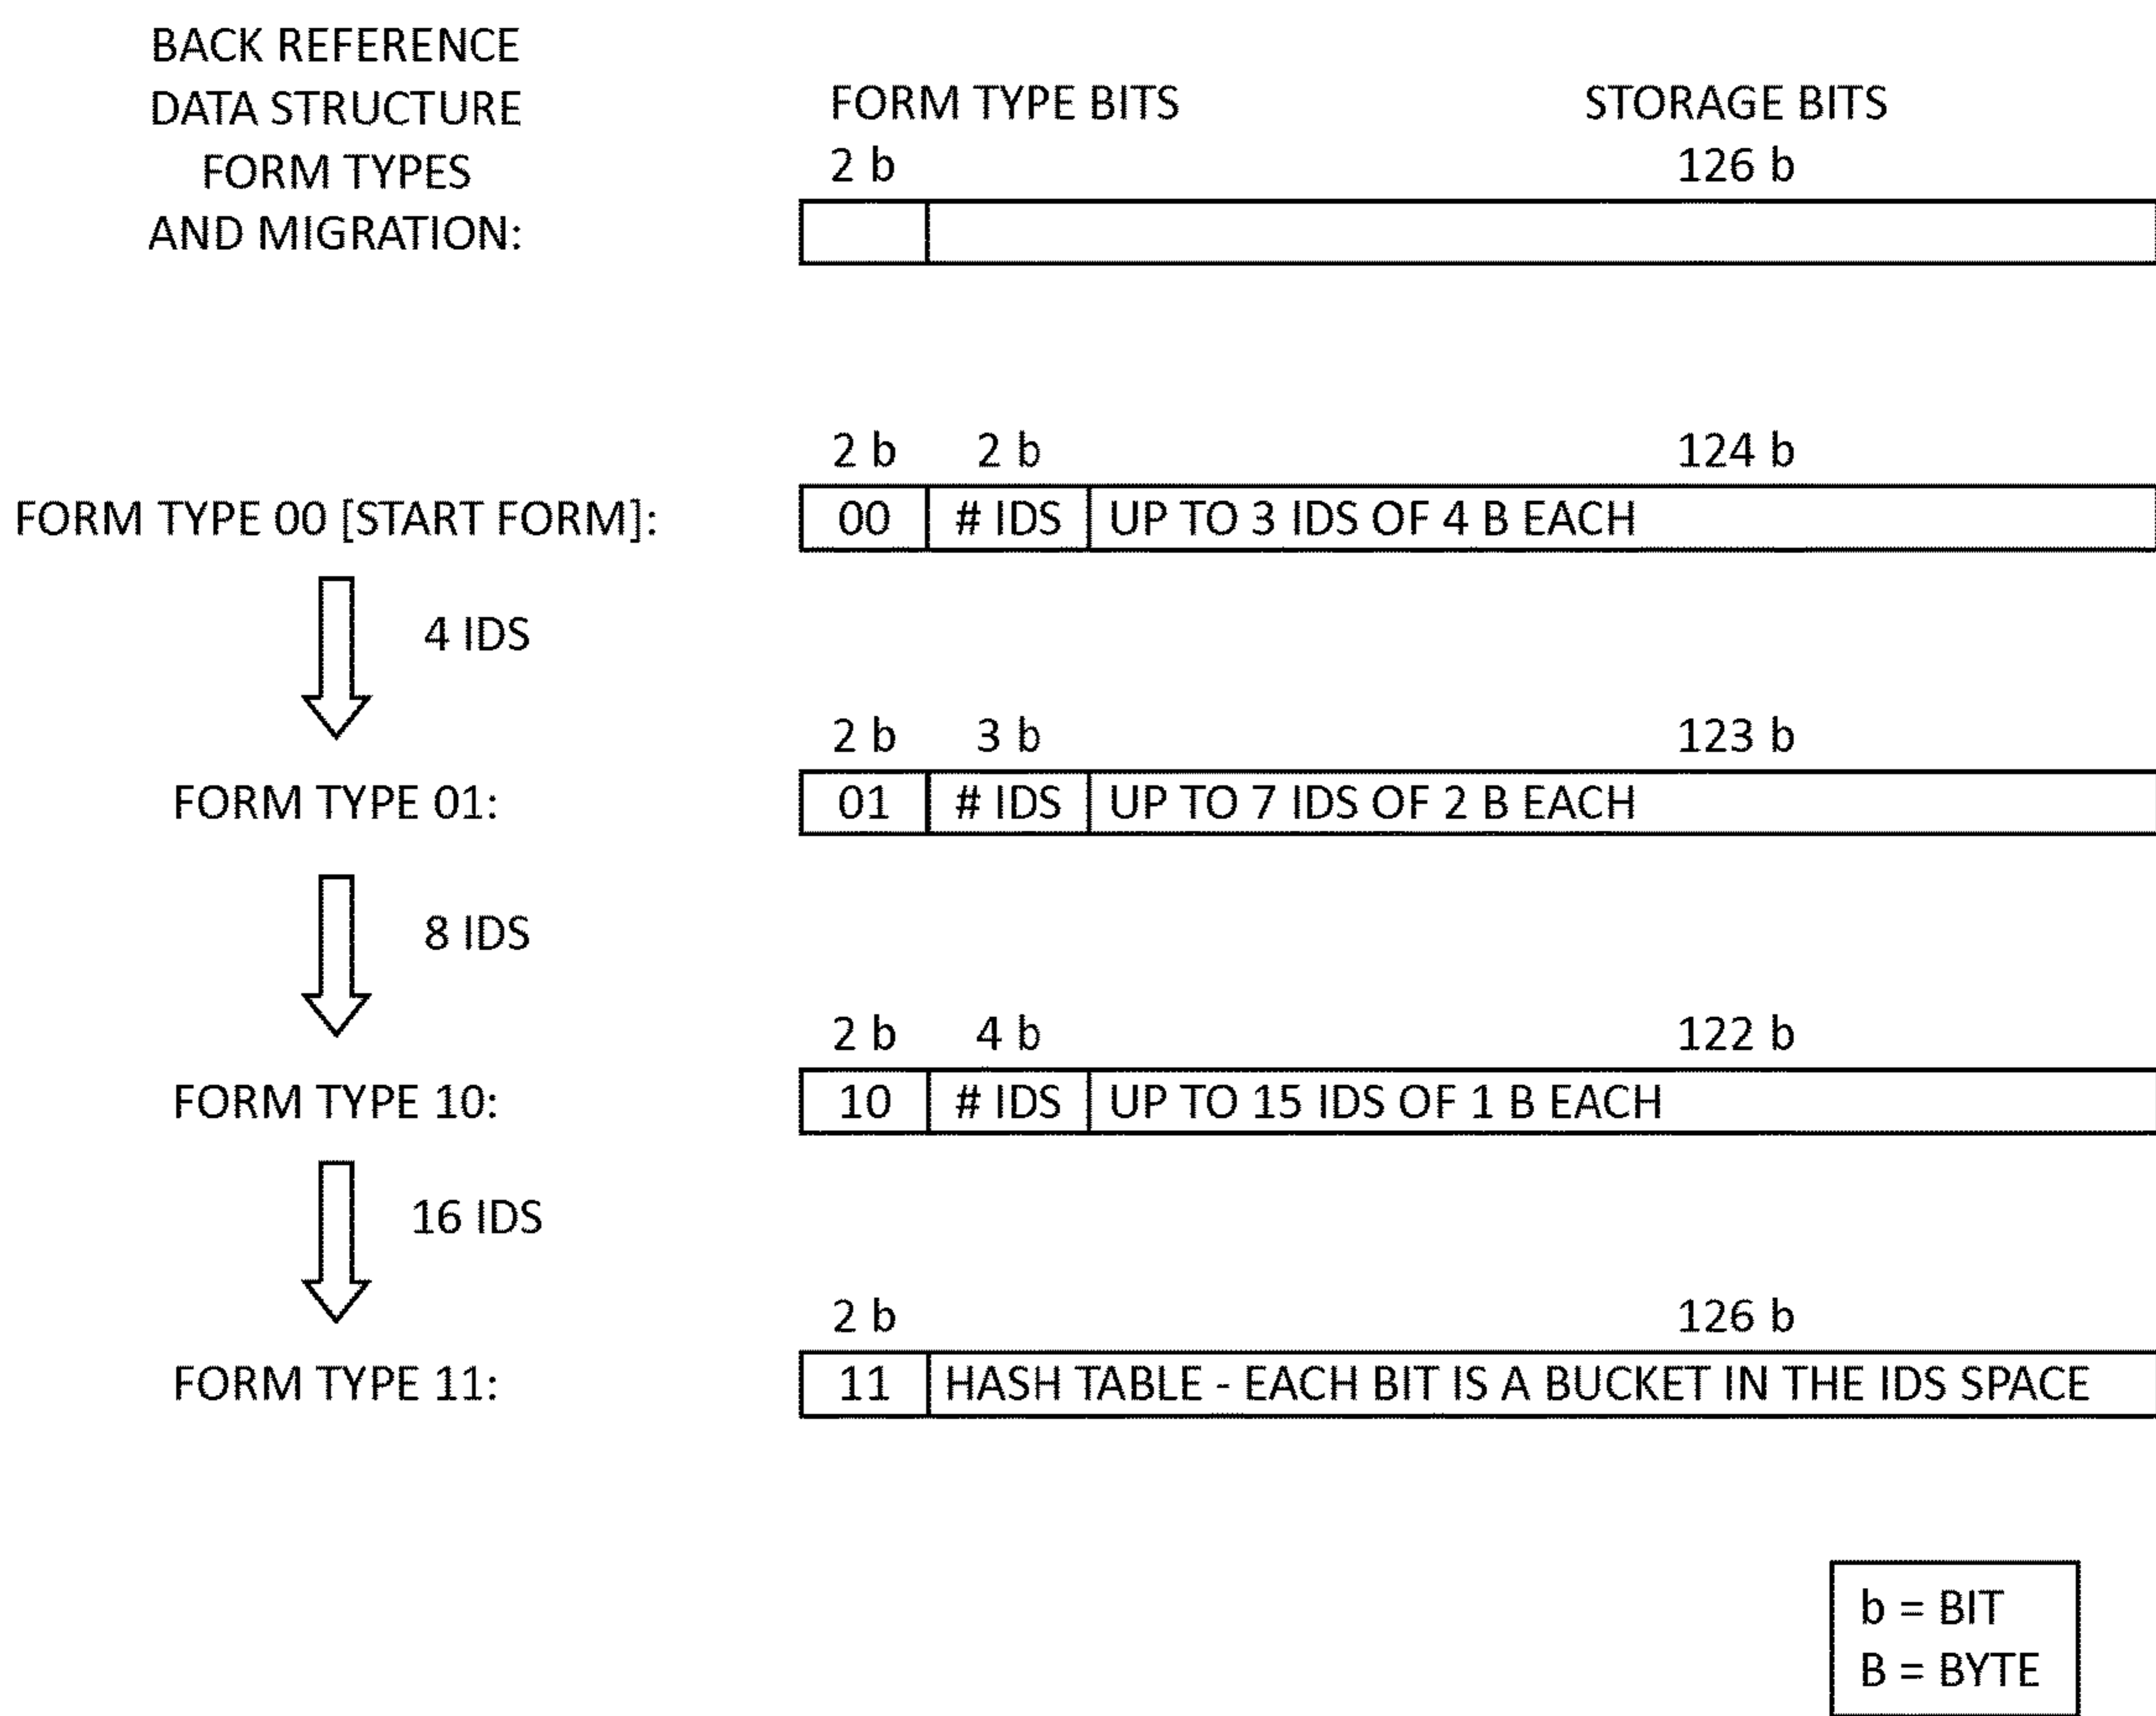 BACK REFERENCE
DATA STRUCTURE
FORM TYPES
AND MIGRATION:
FORM TYPE BITS STORAGE BITS
2 b 126 b
2 b 2 b 124 b
FORM TYPE 00 [START FORM]: 00 # IDS UP TO 3 IDS OF 4 B EACH
4 IDS
2 b 3 b 123 b
FORM TYPE 01: 01 # IDS UP TO 7 IDS OF 2 B EACH
8 IDS
2 b 4 b 122 b
FORM TYPE 10: 10 # IDS UP TO 15 IDS OF 1 B EACH
16 IDS
2 b 126 b
FORM TYPE 11: 11 HASH TABLE - EACH BIT IS A BUCKET IN THE IDS SPACE
b = BIT
B = BYTE